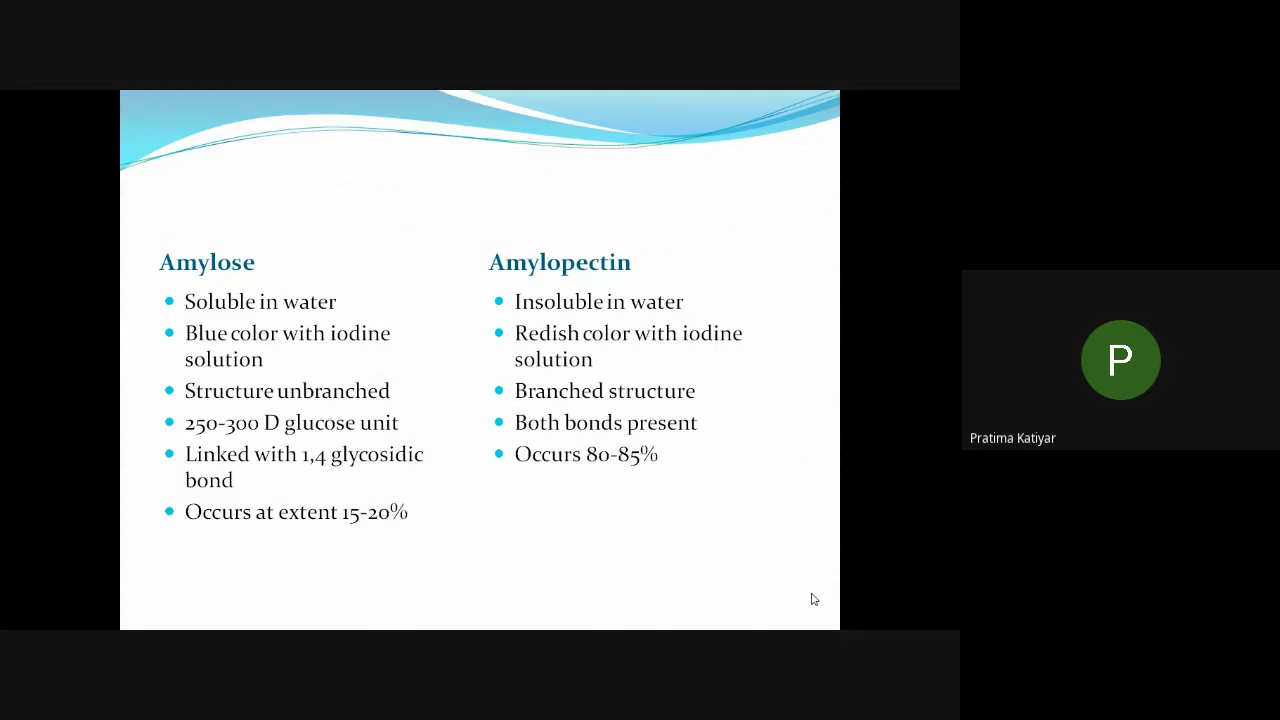 Amylose
Soluble in water
Blue color with iodine
solution
Structure unbranched
250-300 D glucose unit
Linked with 1,4 glycosidic
bond
Occurs at extent 15-20%
Amylopectin
Insoluble in water
Redish color with iodine
solution
Branched structure
Both bonds present
Occurs 80-85%
P
Pratima Katiyar